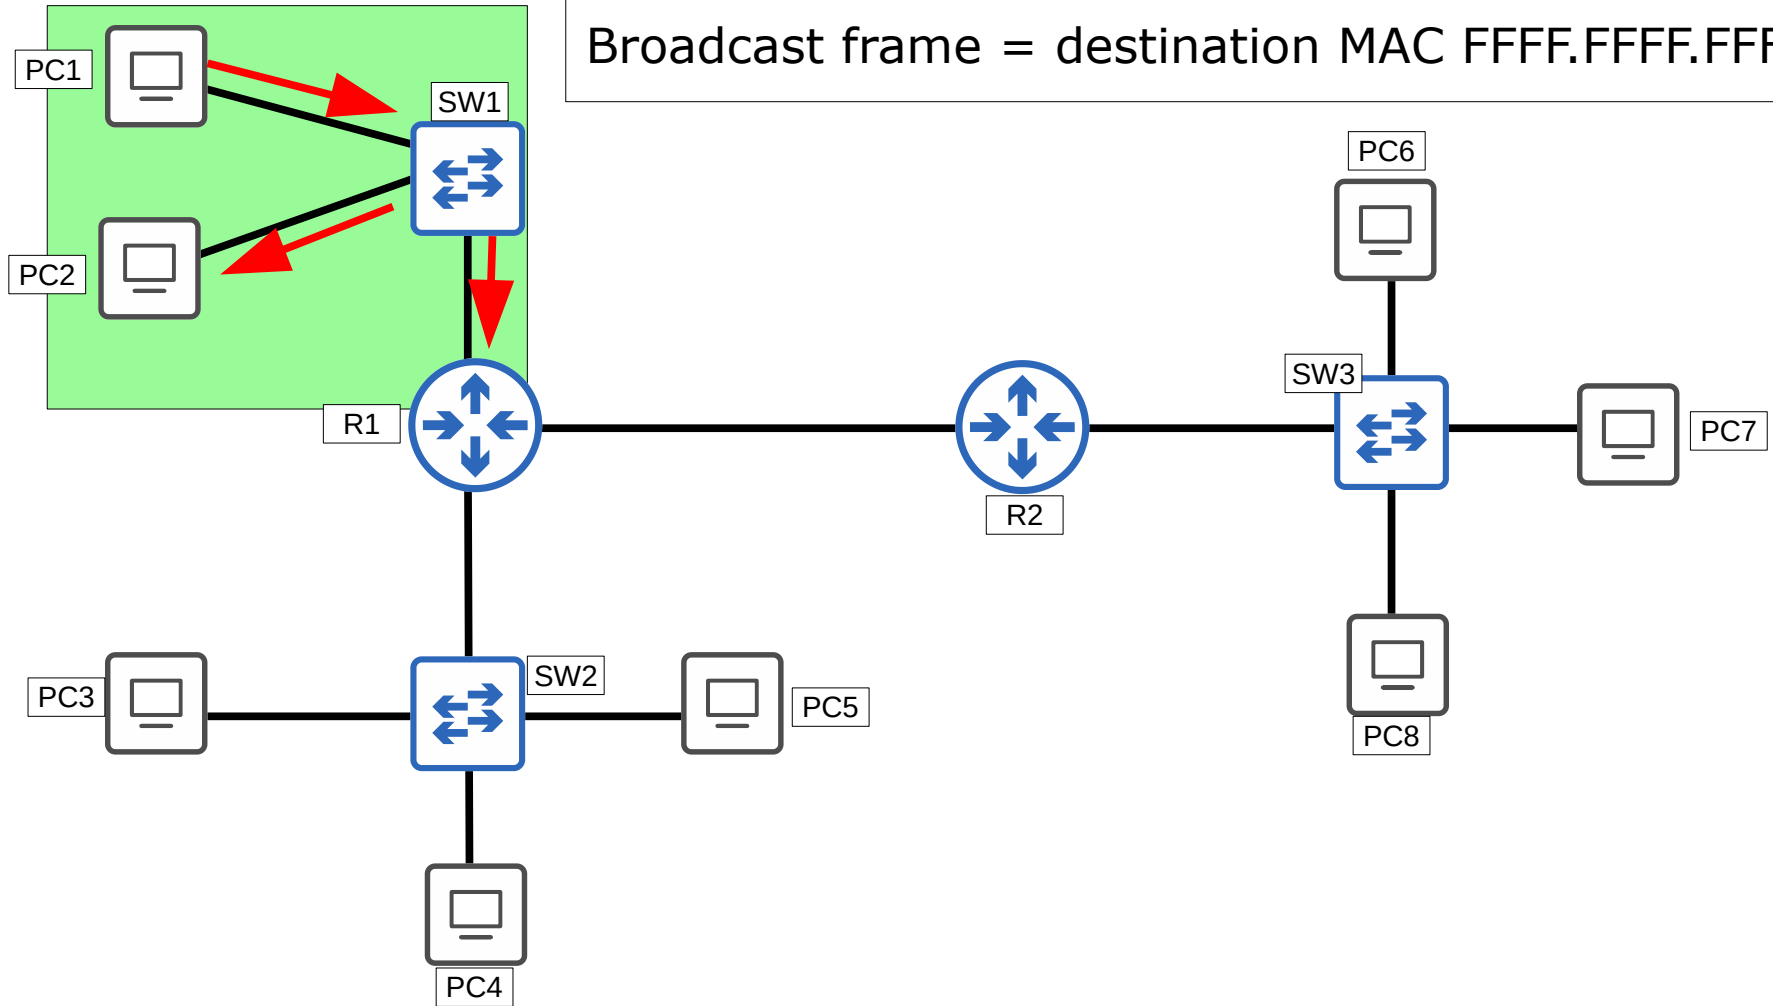 Broadcast frame = destination MAC FFFF.FFFF.FFF
PC1
SW1
PC2
PC6
SW3
R1
PC7
R2
PC3
SW2
PC5
PC8
PC4